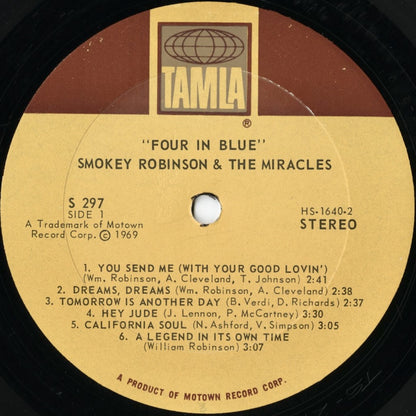 TAMLA
®
"FOUR IN BLUE"
SMOKEY ROBINSON & THE MIRACLES
S 297
SIDE 1
A Trademark of Motown
Record Corp. © 1969
HS-1640-2
STEREO
1. YOU SEND ME (WITH YOUR GOOD LOVIN')
(Wm. Robinson, A. Cleveland, T. Johnson) 2:41
2. DREAMS, DREAMS (Wm. Robinson, A. Cleveland) 2:38
3. TOMORROW IS ANOTHER DAY (B. Verdi, D. Richards) 2:37
4. HEY JUDE (J. Lennon, P. McCartney) 3:30
5. CALIFORNIA SOUL (N. Ashford, V. Simpson) 3:05
6. A LEGEND IN ITS OWN TIME
(William Robinson) 3:07
A PRODUCT OF MOTOWN RECORD CORP.